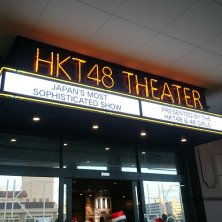 HKT48 THEATER
JAPAN'S MOST
SOPHISTICATED SHOW
PRESENTED BY THE
HKT48 & 48 GIRLS